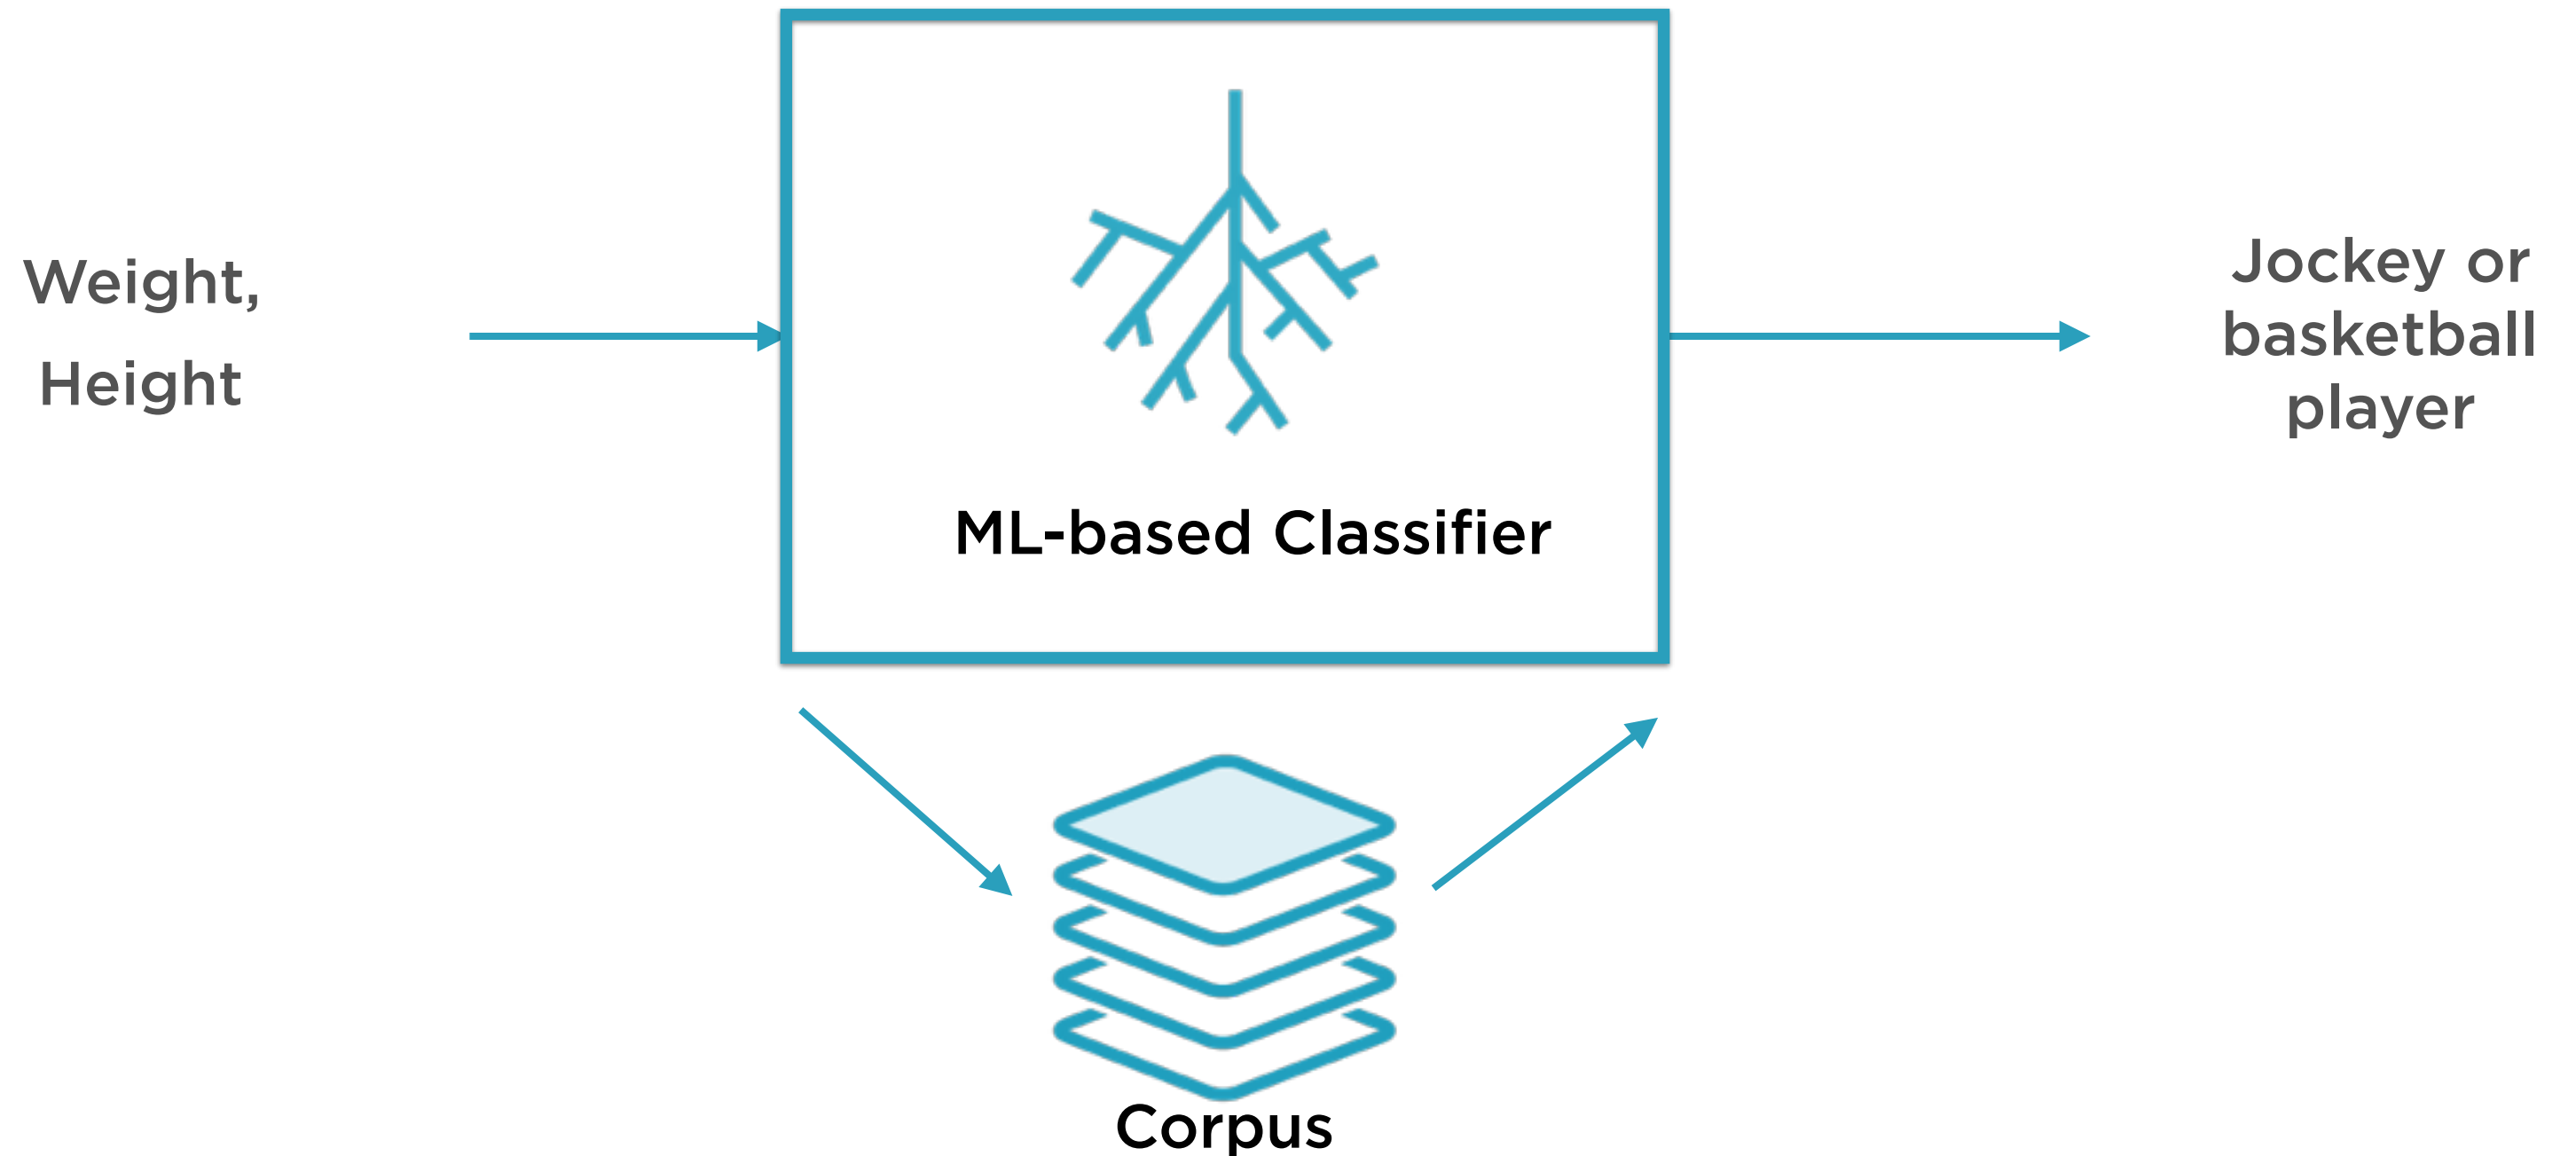 Weight,
Height
ML-based Classifier
Jockey or
basketball
player
Corpus